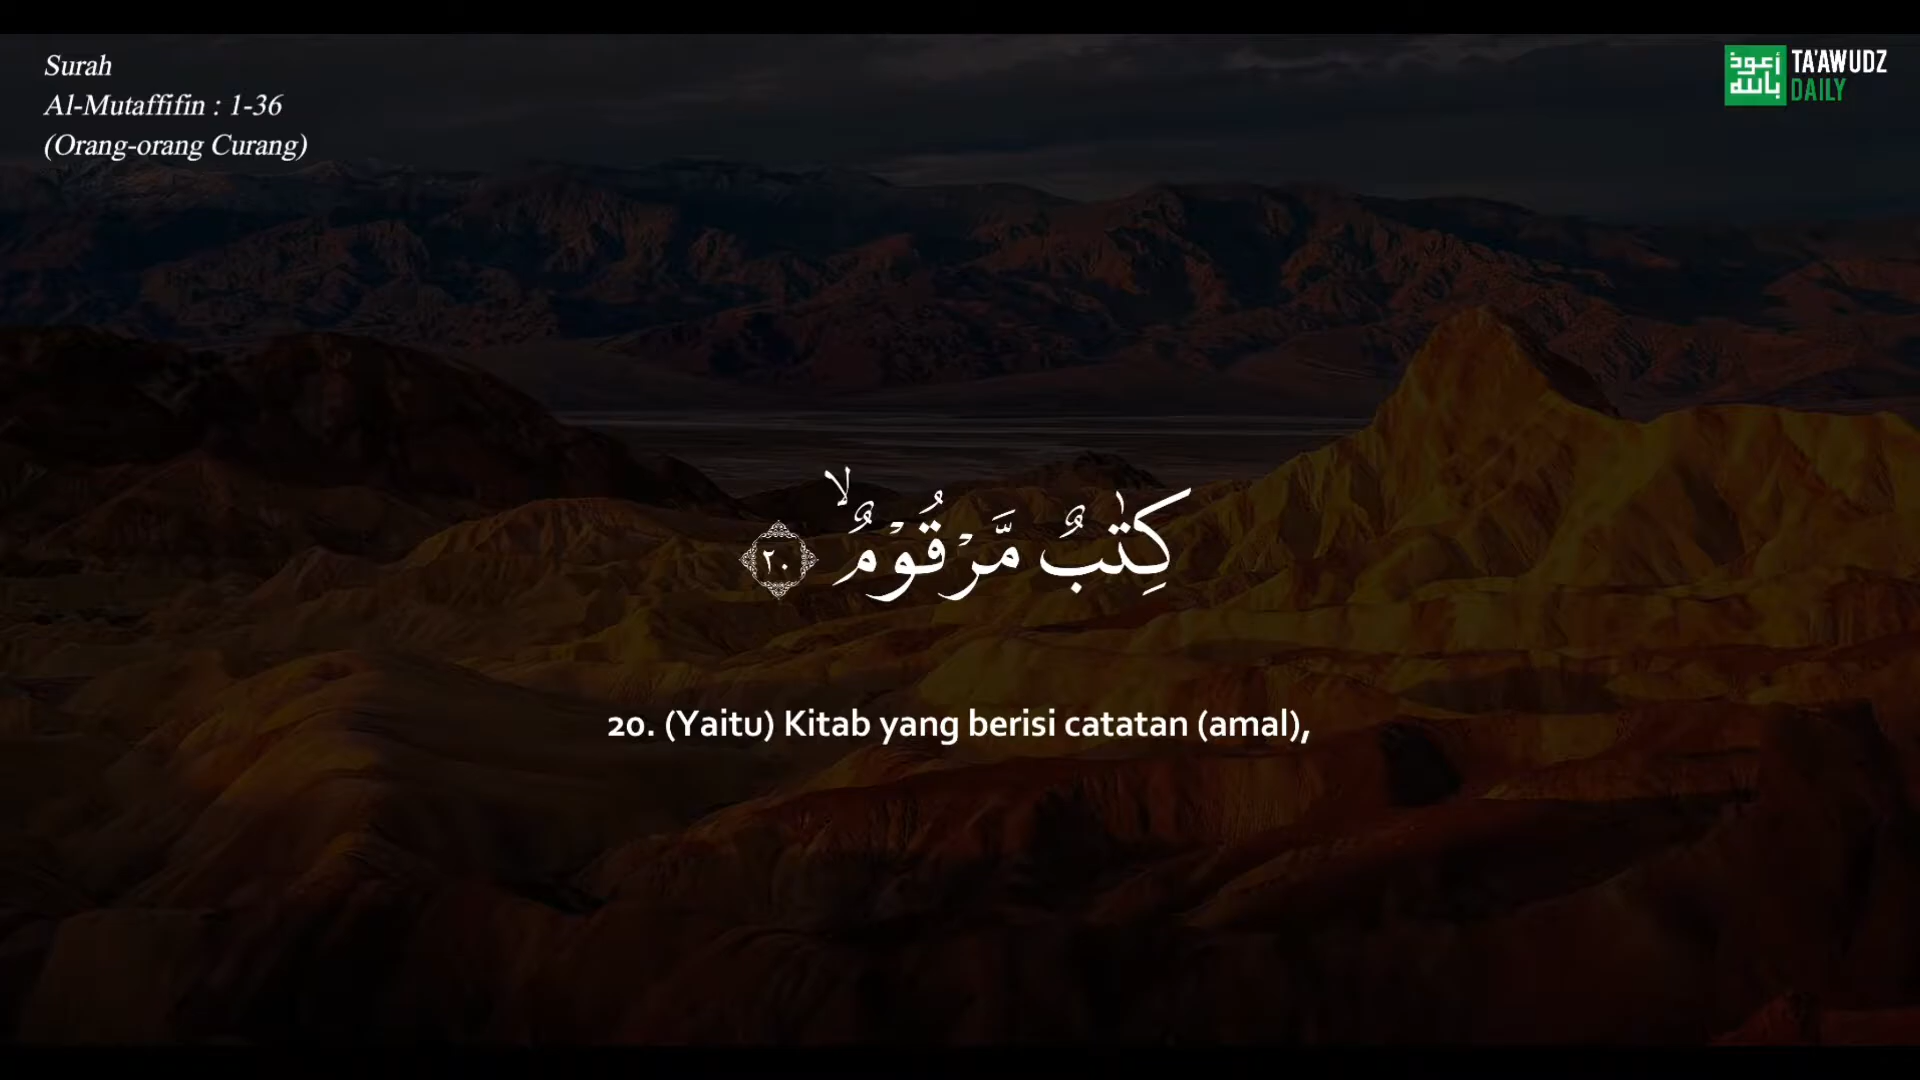 Surah
Al-Mutaffifin : 1-36
(Orang-orang Curang)
أعوذ بالله
TA'AWUDZ
DAILY
كِتٰبٌ مَّرْقُوْمٌۙ ٢٠
20. (Yaitu) Kitab yang berisi catatan (amal),